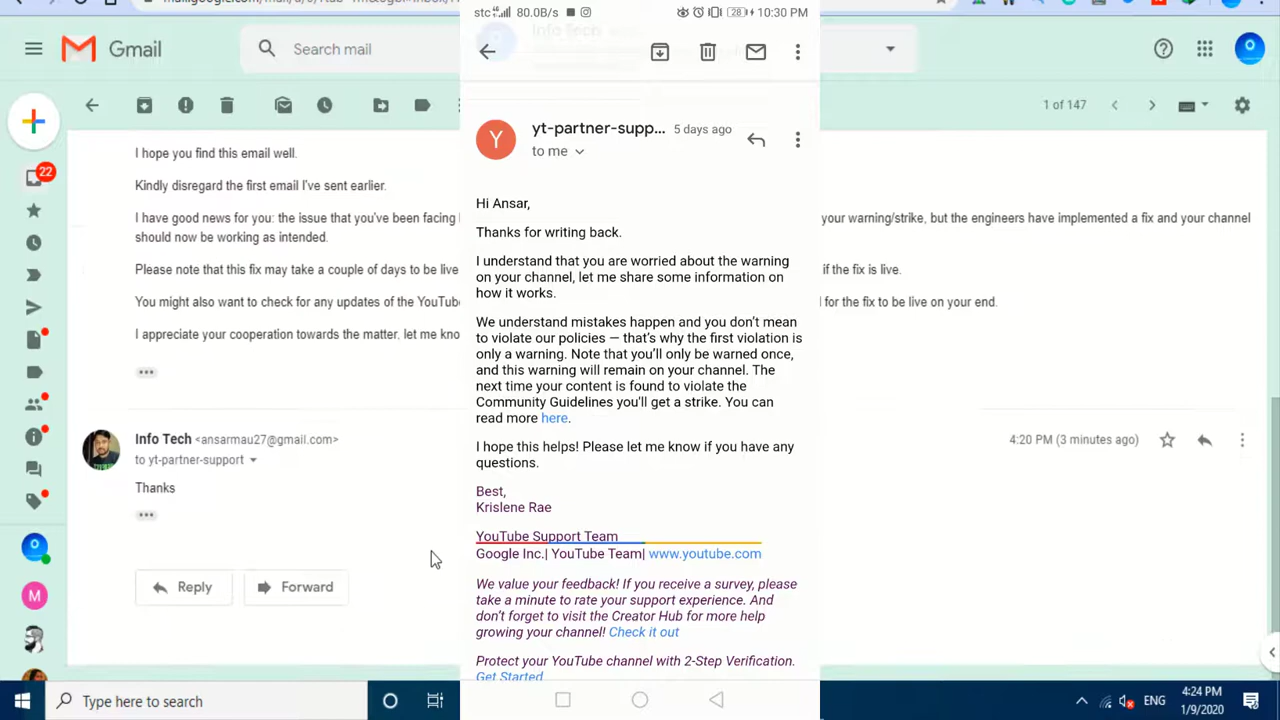 stc 80.0B/s 28 10:30 PM
Info Tech
Gmail
Search mail
1 of 147
22
I hope you find this email well.
Kindly disregard the first email I've sent earlier.
I have good news for you: the issue that you've been facing
your warning/strike, but the engineers have implemented a fix and your channel
should now be working as intended.
Please note that this fix may take a couple of days to be live
if the fix is live.
You might also want to check for any updates of the YouTube
for the fix to be live on your end.
I appreciate your cooperation towards the matter. let me
Info Tech <ansarmau27@gmail.com>
4:20 PM (3 minutes ago)
to yt-partner-support
Thanks
Reply
Forward
M
yt-partner-supp... 5 days ago
Y
to me
Hi Ansar,
Thanks for writing back.
I understand that you are worried about the warning
on your channel, let me share some information on
how it works.
We understand mistakes happen and you don't mean
to violate our policies — that's why the first violation is
only a warning. Note that you'll only be warned once,
and this warning will remain on your channel. The
next time your content is found to violate the
Community Guidelines you'll get a strike. You can
read more here.
I hope this helps! Please let me know if you have any
questions.
Best,
Krislene Rae
YouTube Support Team
Google Inc.| YouTube Team| www.youtube.com
We value your feedback! If you receive a survey, please
take a minute to rate your support experience. And
don't forget to visit the Creator Hub for more help
growing your channel! Check it out
Protect your YouTube channel with 2-Step Verification.
Get Started
Type here to search
ENG
4:24 PM
1/9/2020